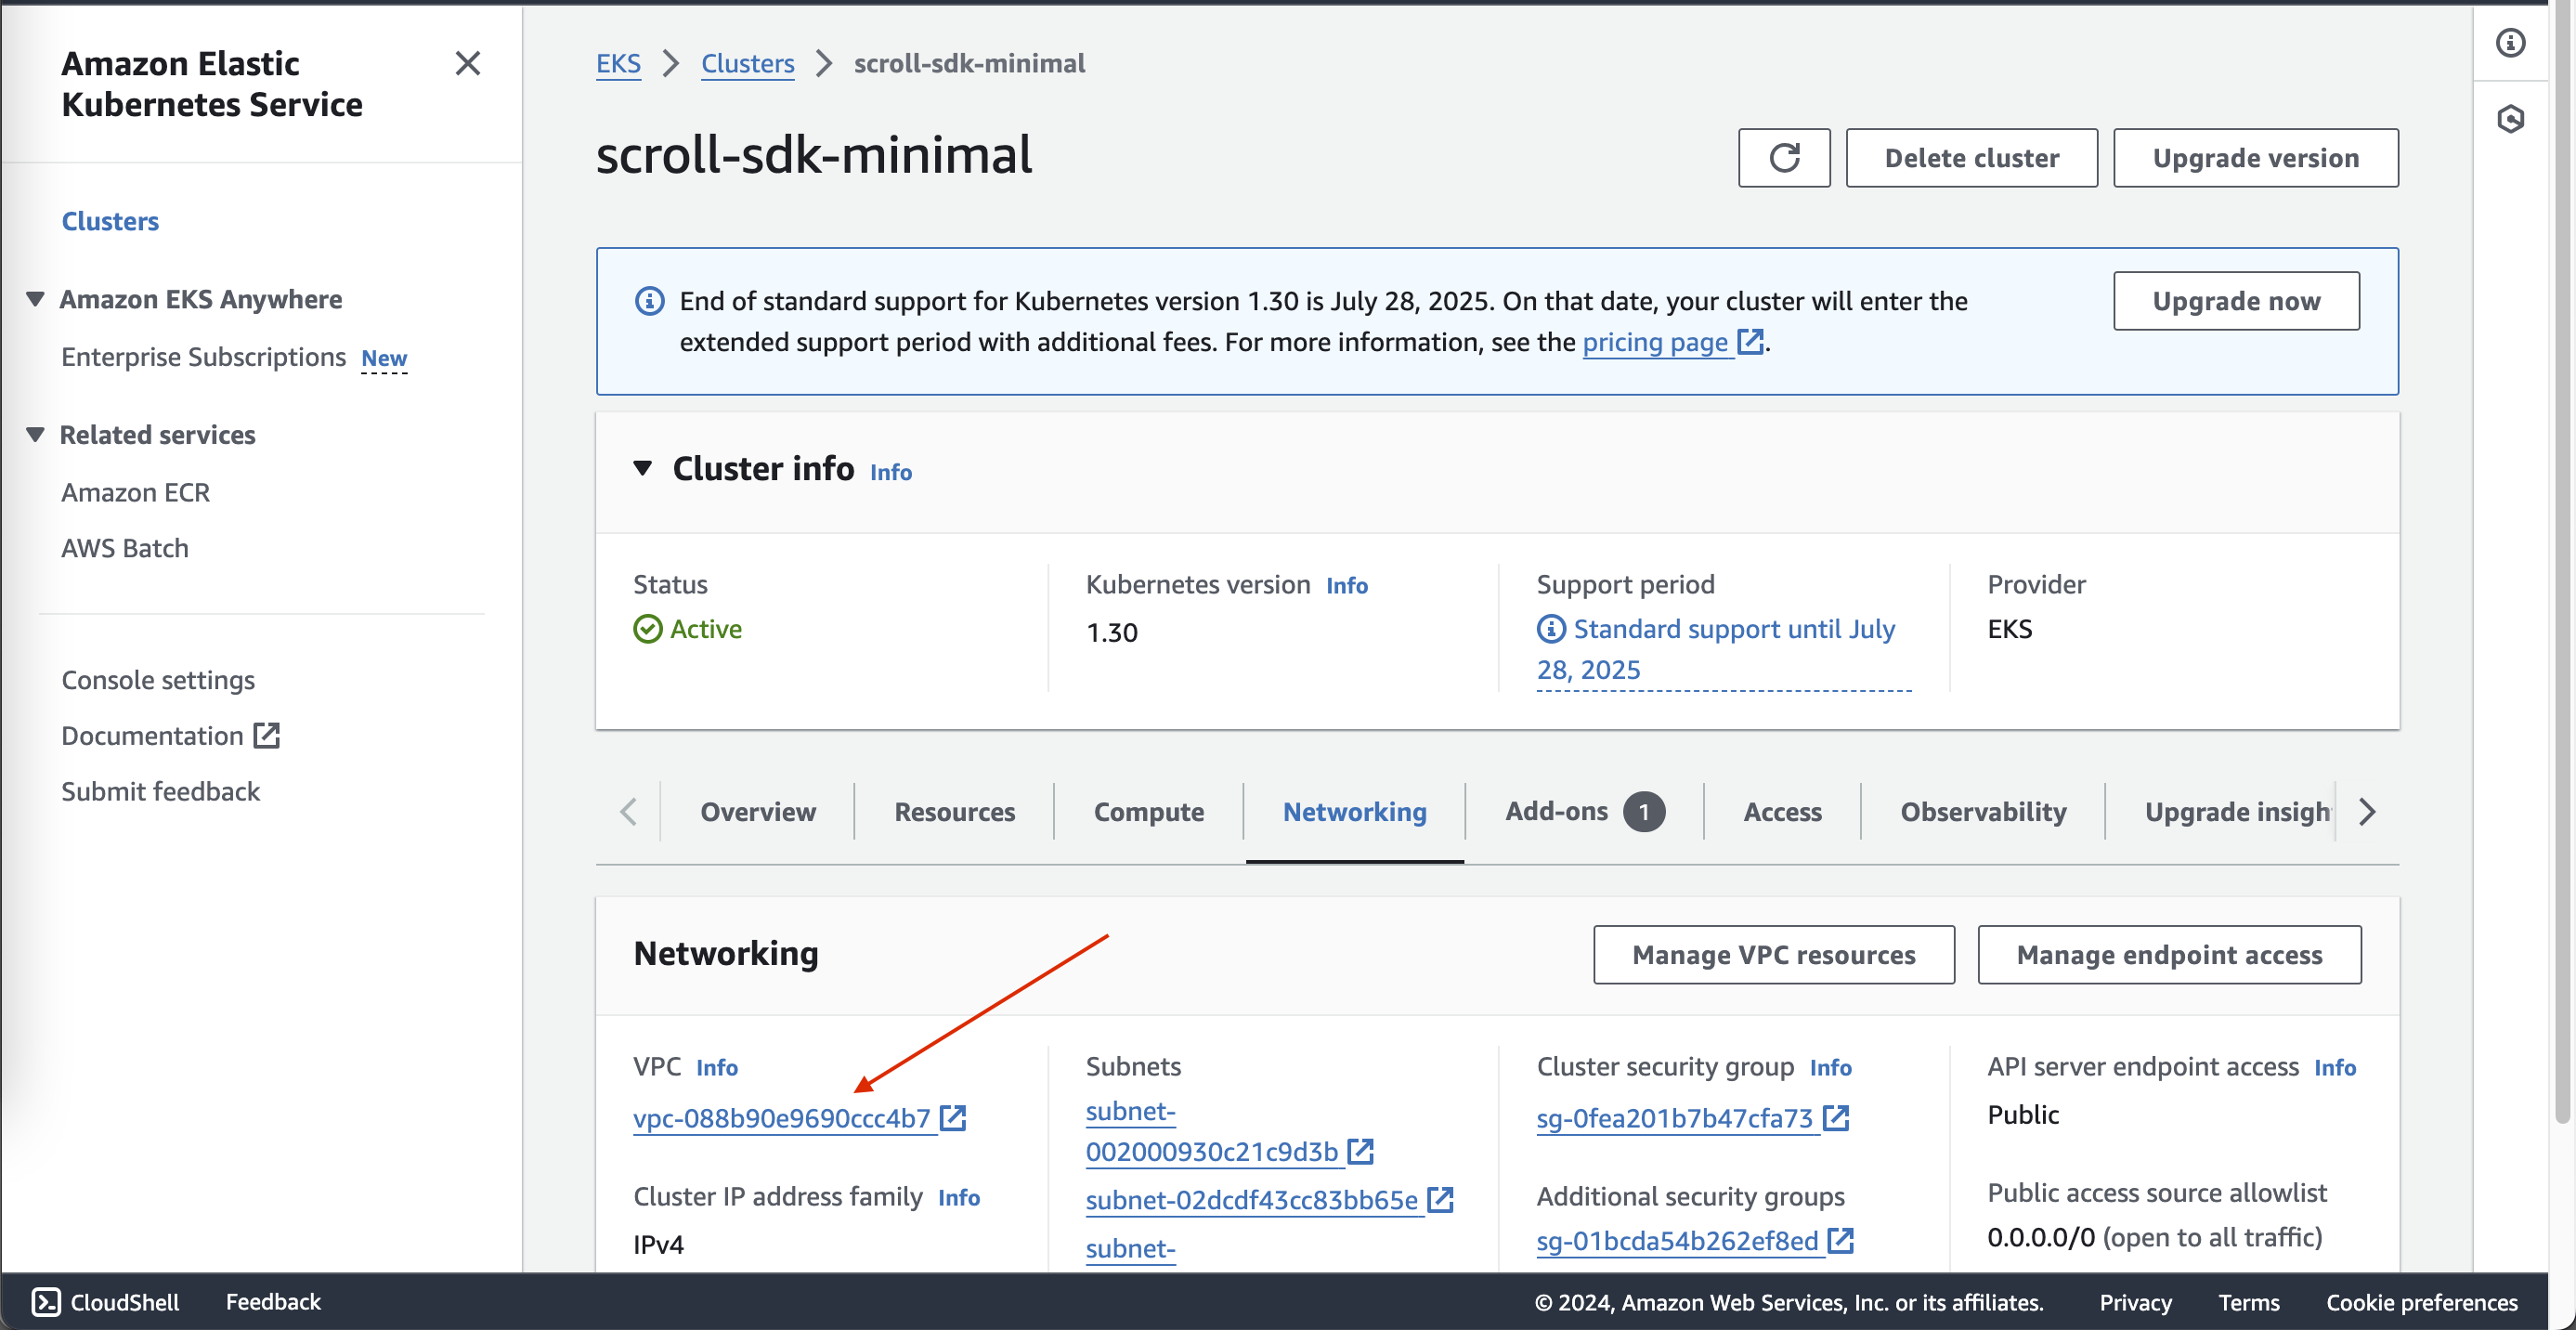 Amazon Elastic
Kubernetes Service
Clusters
Amazon EKS Anywhere
Enterprise Subscriptions New
Related services
Amazon ECR
AWS Batch
Console settings
Documentation
Submit feedback
EKS > Clusters > scroll-sdk-minimal
scroll-sdk-minimal
Delete cluster
Upgrade version
End of standard support for Kubernetes version 1.30 is July 28, 2025. On that date, your cluster will enter the
extended support period with additional fees. For more information, see the pricing page .
Upgrade now
Cluster info Info
Status
Active
Kubernetes version Info
1.30
Support period
Standard support until July
28, 2025
Provider
EKS
Overview
Resources
Compute
Networking
Add-ons 1
Access
Observability
Upgrade insigh
Networking
Manage VPC resources
Manage endpoint access
VPC Info
vpc-088b90e9690ccc4b7
Cluster IP address family Info
IPv4
Subnets
subnet-
002000930c21c9d3b
subnet-02dcdf43cc83bb65e
subnet-
Cluster security group Info
sg-0fea201b7b47cfa73
Additional security groups
sg-01bcda54b262ef8ed
API server endpoint access Info
Public
Public access source allowlist
0.0.0.0/0 (open to all traffic)
CloudShell
Feedback
© 2024, Amazon Web Services, Inc. or its affiliates.
Privacy
Terms
Cookie preferences